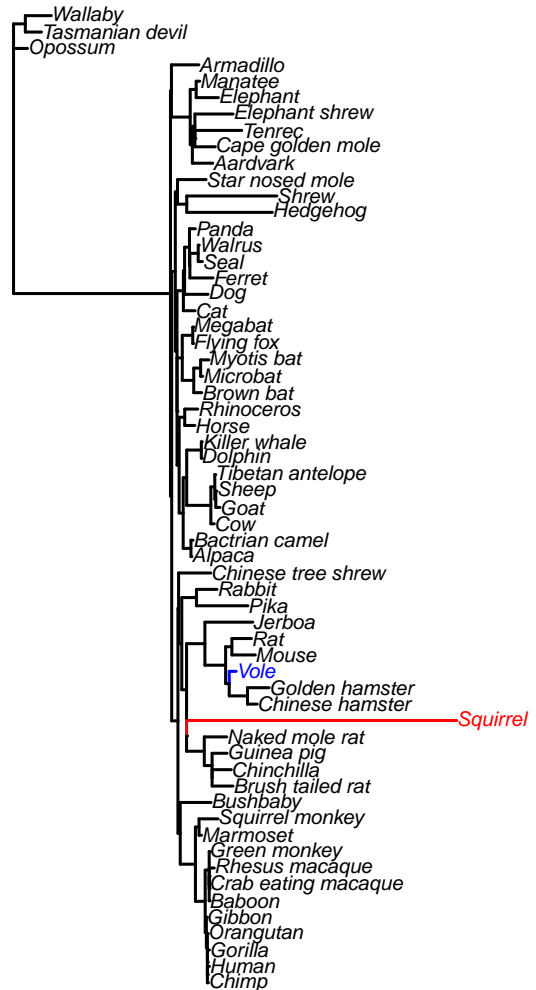 Wallaby
Tasmanian devil
Opossum
Armadillo
Manatee
Elephant
Elephant shrew
Tenrec
Cape golden mole
Aardvark
Star nosed mole
Shrew
Hedgehog
Panda
Walrus
Seal
Ferret
Dog
Cat
Megabat
Flying fox
Myotis bat
Microbat
Brown bat
Rhinoceros
Horse
Killer whale
Dolphin
Tibetan antelope
Sheep
Goat
Cow
Bactrian camel
Alpaca
Chinese tree shrew
Rabbit
Pika
Jerboa
Rat
Mouse
Vole
Golden hamster
Chinese hamster
Squirrel
Naked mole rat
Guinea pig
Chinchilla
Brush tailed rat
Bushbaby
Squirrel monkey
Marmoset
Green monkey
Rhesus macaque
Crab eating macaque
Baboon
Gibbon
Orangutan
Gorilla
Human
Chimp